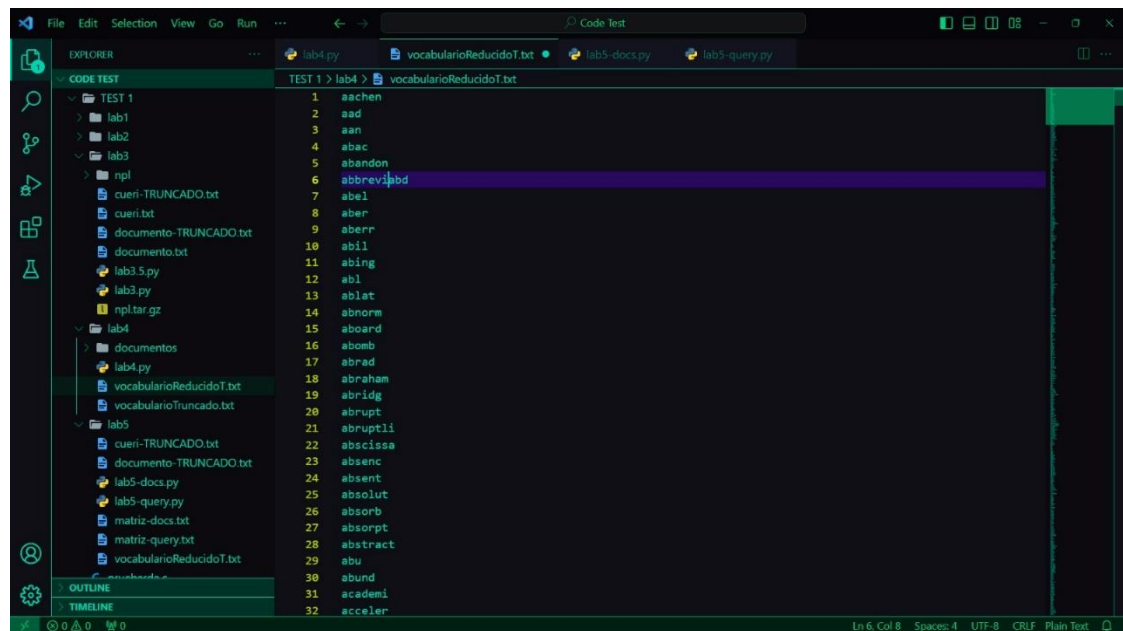 File Edit Selection View Go Run ··· ← → Code Test
EXPLORER ···
CODE TEST
TEST 1
lab1
lab2
lab3
npl
cueri-TRUNCADO.txt
cueri.txt
documento-TRUNCADO.txt
documento.txt
lab3.5.py
lab3.py
npl.tar.gz
lab4
documentos
lab4.py
vocabularioReducidoT.txt
vocabularioTruncado.txt
lab5
cueri-TRUNCADO.txt
documento-TRUNCADO.txt
lab5-docs.py
lab5-query.py
matriz-docs.txt
matriz-query.txt
vocabularioReducidoT.txt
OUTLINE
TIMELINE
lab4.py vocabularioReducidoT.txt ● lab5-docs.py lab5-query.py
TEST 1 > lab4 > vocabularioReducidoT.txt
1 aachen
2 aad
3 aan
4 abac
5 abandon
6 abbreviabd
7 abel
8 aber
9 aberr
10 abil
11 abing
12 abl
13 ablat
14 abnorm
15 aboard
16 abomb
17 abrad
18 abraham
19 abridg
20 abrupt
21 abruptli
22 abscissa
23 absenc
24 absent
25 absolut
26 absorb
27 absorpt
28 abstract
29 abu
30 abund
31 academi
32 acceler
0 0 0 Ln 6, Col 8 Spaces: 4 UTF-8 CRLF Plain Text